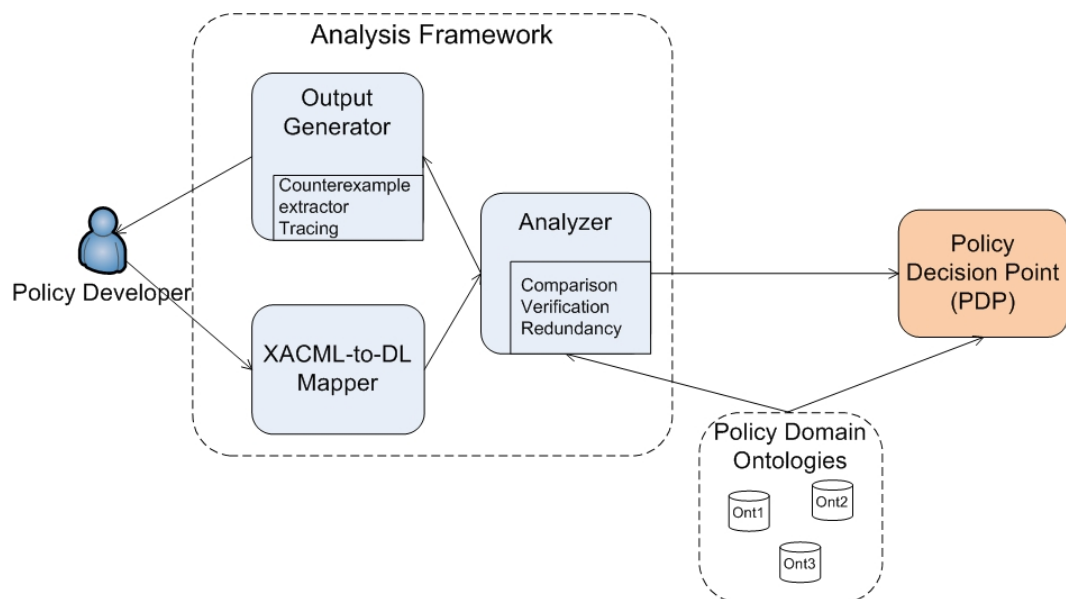 Analysis Framework
Output
Generator
Counterexample
extractor
Tracing
Analyzer
Comparison
Verification
Redundancy
Policy
Decision Point
(PDP)
Policy Developer
XACML-to-DL
Mapper
Policy Domain
Ontologies
Ont1
Ont2
Ont3